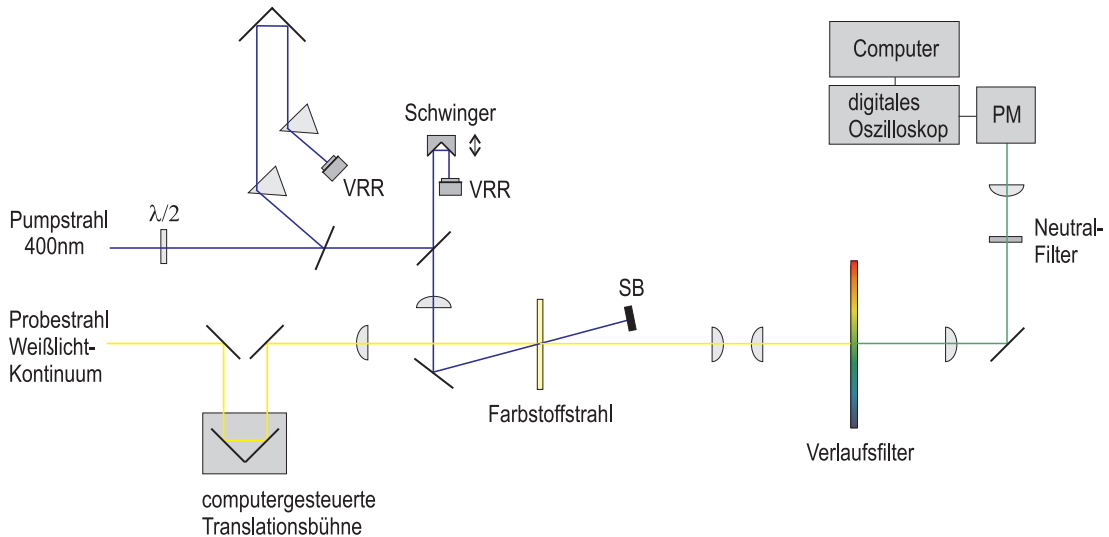 Computer
digitales
Oszilloskop
PM
Schwinger
VRR
VRR
λ/2
Pumpstrahl
400nm
Neutral-
Filter
SB
Probestrahl
Weißlicht-
Kontinuum
Farbstoffstrahl
Verlaufsfilter
computergesteuerte
Translationsbühne